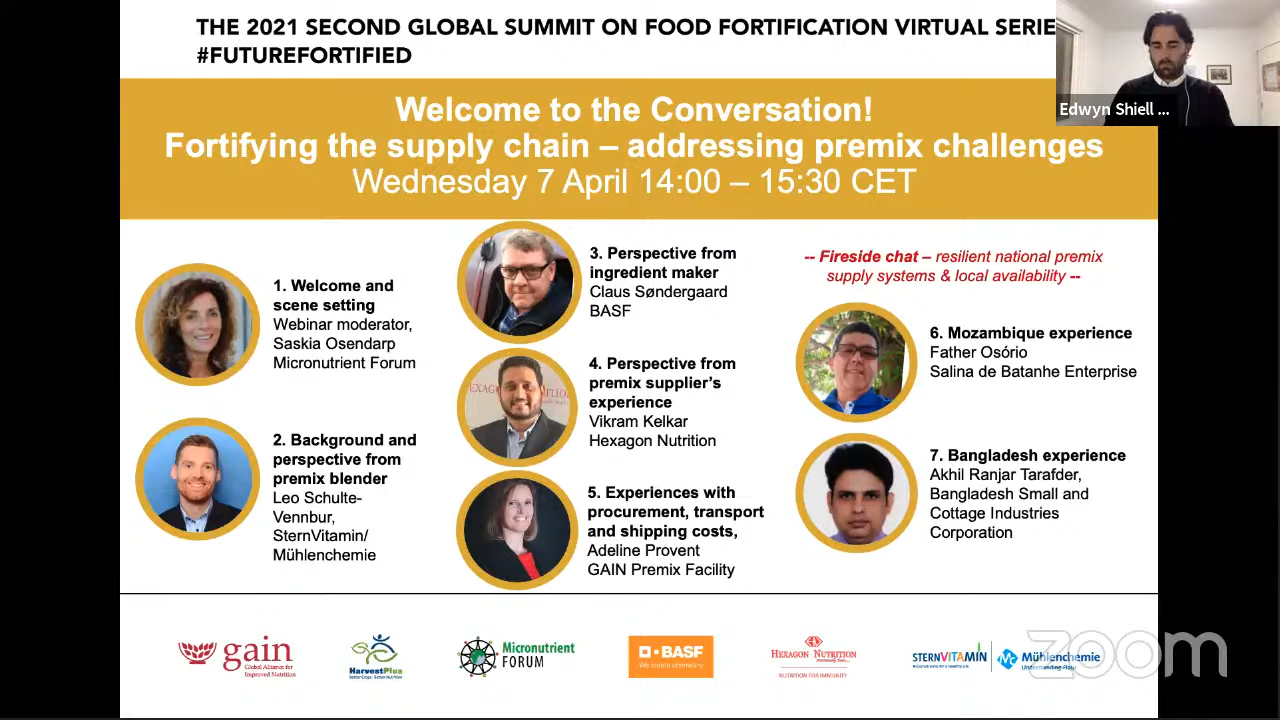 THE 2021 SECOND GLOBAL SUMMIT ON FOOD FORTIFICATION VIRTUAL SERIE
#FUTUREFORTIFIED
Edwyn Shiell ...
Welcome to the Conversation!
Fortifying the supply chain – addressing premix challenges
Wednesday 7 April 14:00 – 15:30 CET
1. Welcome and
scene setting
Webinar moderator,
Saskia Osendarp
Micronutrient Forum
2. Background and
perspective from
premix blender
Leo Schulte-
Vennbur,
SternVitamin/
Mühlenchemie
3. Perspective from
ingredient maker
Claus Søndergaard
BASF
4. Perspective from
premix supplier's
experience
Vikram Kelkar
Hexagon Nutrition
5. Experiences with
procurement, transport
and shipping costs,
Adeline Provent
GAIN Premix Facility
-- Fireside chat – resilient national premix
supply systems & local availability --
6. Mozambique experience
Father Osório
Salina de Batanhe Enterprise
7. Bangladesh experience
Akhil Ranjar Tarafder,
Bangladesh Small and
Cottage Industries
Corporation
gain
Global Alliance for
Improved Nutrition
HarvestPlus
Better Crops · Better Nutrition
Micronutrient
FORUM
BASF
We create chemistry
HEXAGON NUTRITION
NUTRITION FOR IMMUNITY
STERNVITAMIN
Mühlenchemie
Understanding Flour
zoom